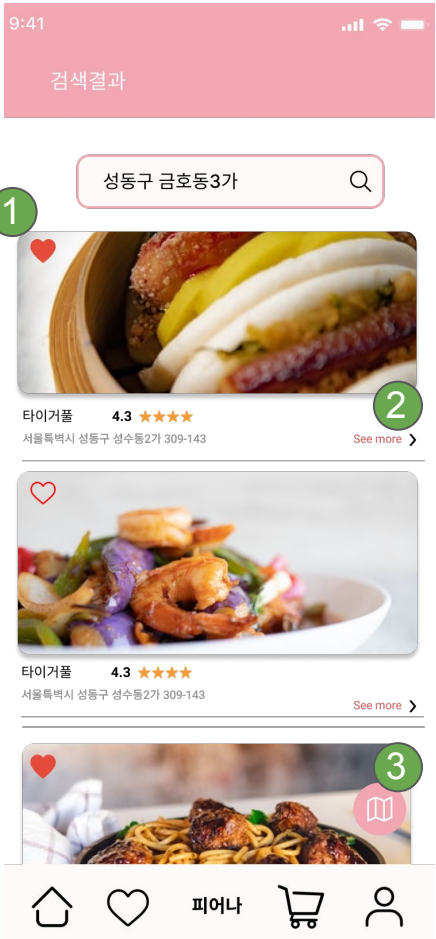 9:41
검색결과
성동구 금호동3가
1
타이거풀 4.3
2
서울특벽시 성동구 성수동2가 309-143
See more
타이거풀 4.3
서울특벽시 성동구 성수동2가 309-143
See more
3
피어나